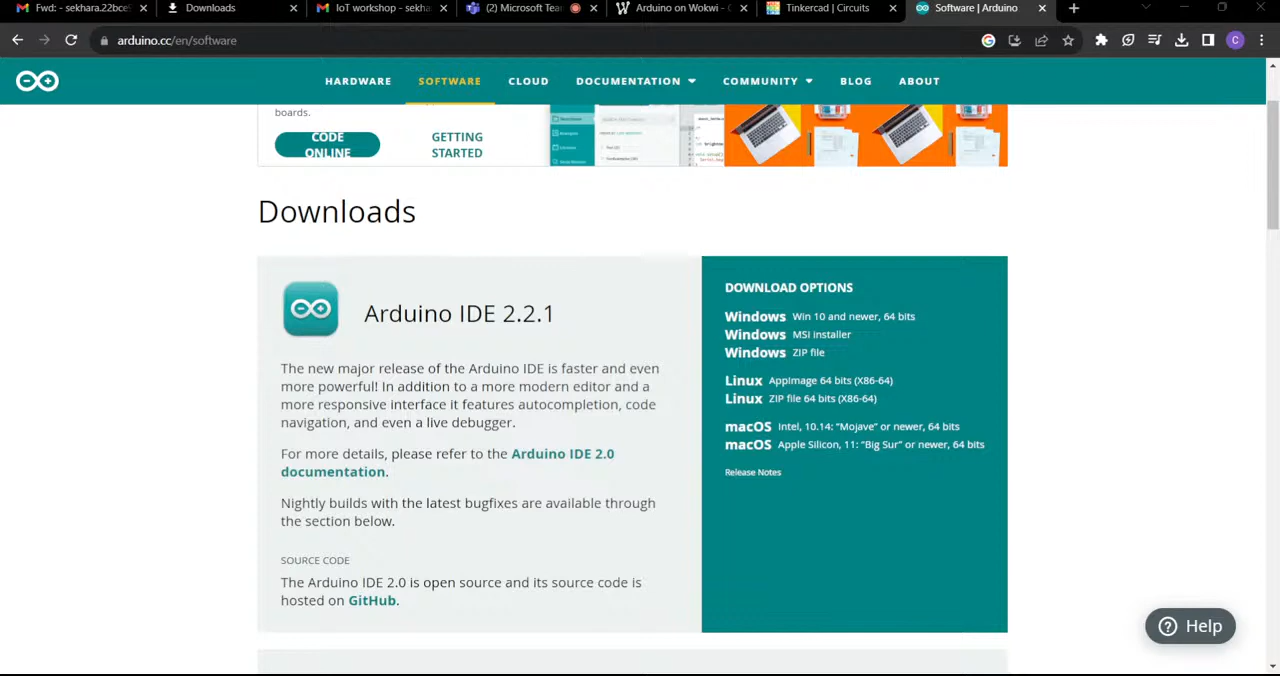 Fwd: - sekhara.22bce
Downloads
IoT workshop - sekha
(2) Microsoft Tea
Arduino on Wokwi - O
Tinkercad | Circuits
Software | Arduino
arduino.cc/en/software
C
HARDWARE
SOFTWARE
CLOUD
DOCUMENTATION
COMMUNITY
BLOG
ABOUT
boards.
CODE
ONLINE
GETTING
STARTED
Downloads
Arduino IDE 2.2.1
The new major release of the Arduino IDE is faster and even
more powerful! In addition to a more modern editor and a
more responsive interface it features autocompletion, code
navigation, and even a live debugger.
For more details, please refer to the Arduino IDE 2.0
documentation.
Nightly builds with the latest bugfixes are available through
the section below.
SOURCE CODE
The Arduino IDE 2.0 is open source and its source code is
hosted on GitHub.
DOWNLOAD OPTIONS
Windows Win 10 and newer, 64 bits
Windows MSI installer
Windows ZIP file
Linux AppImage 64 bits (X86-64)
Linux ZIP file 64 bits (X86-64)
macOS Intel, 10.14: “Mojave” or newer, 64 bits
macOS Apple Silicon, 11: “Big Sur” or newer, 64 bits
Release Notes
Help